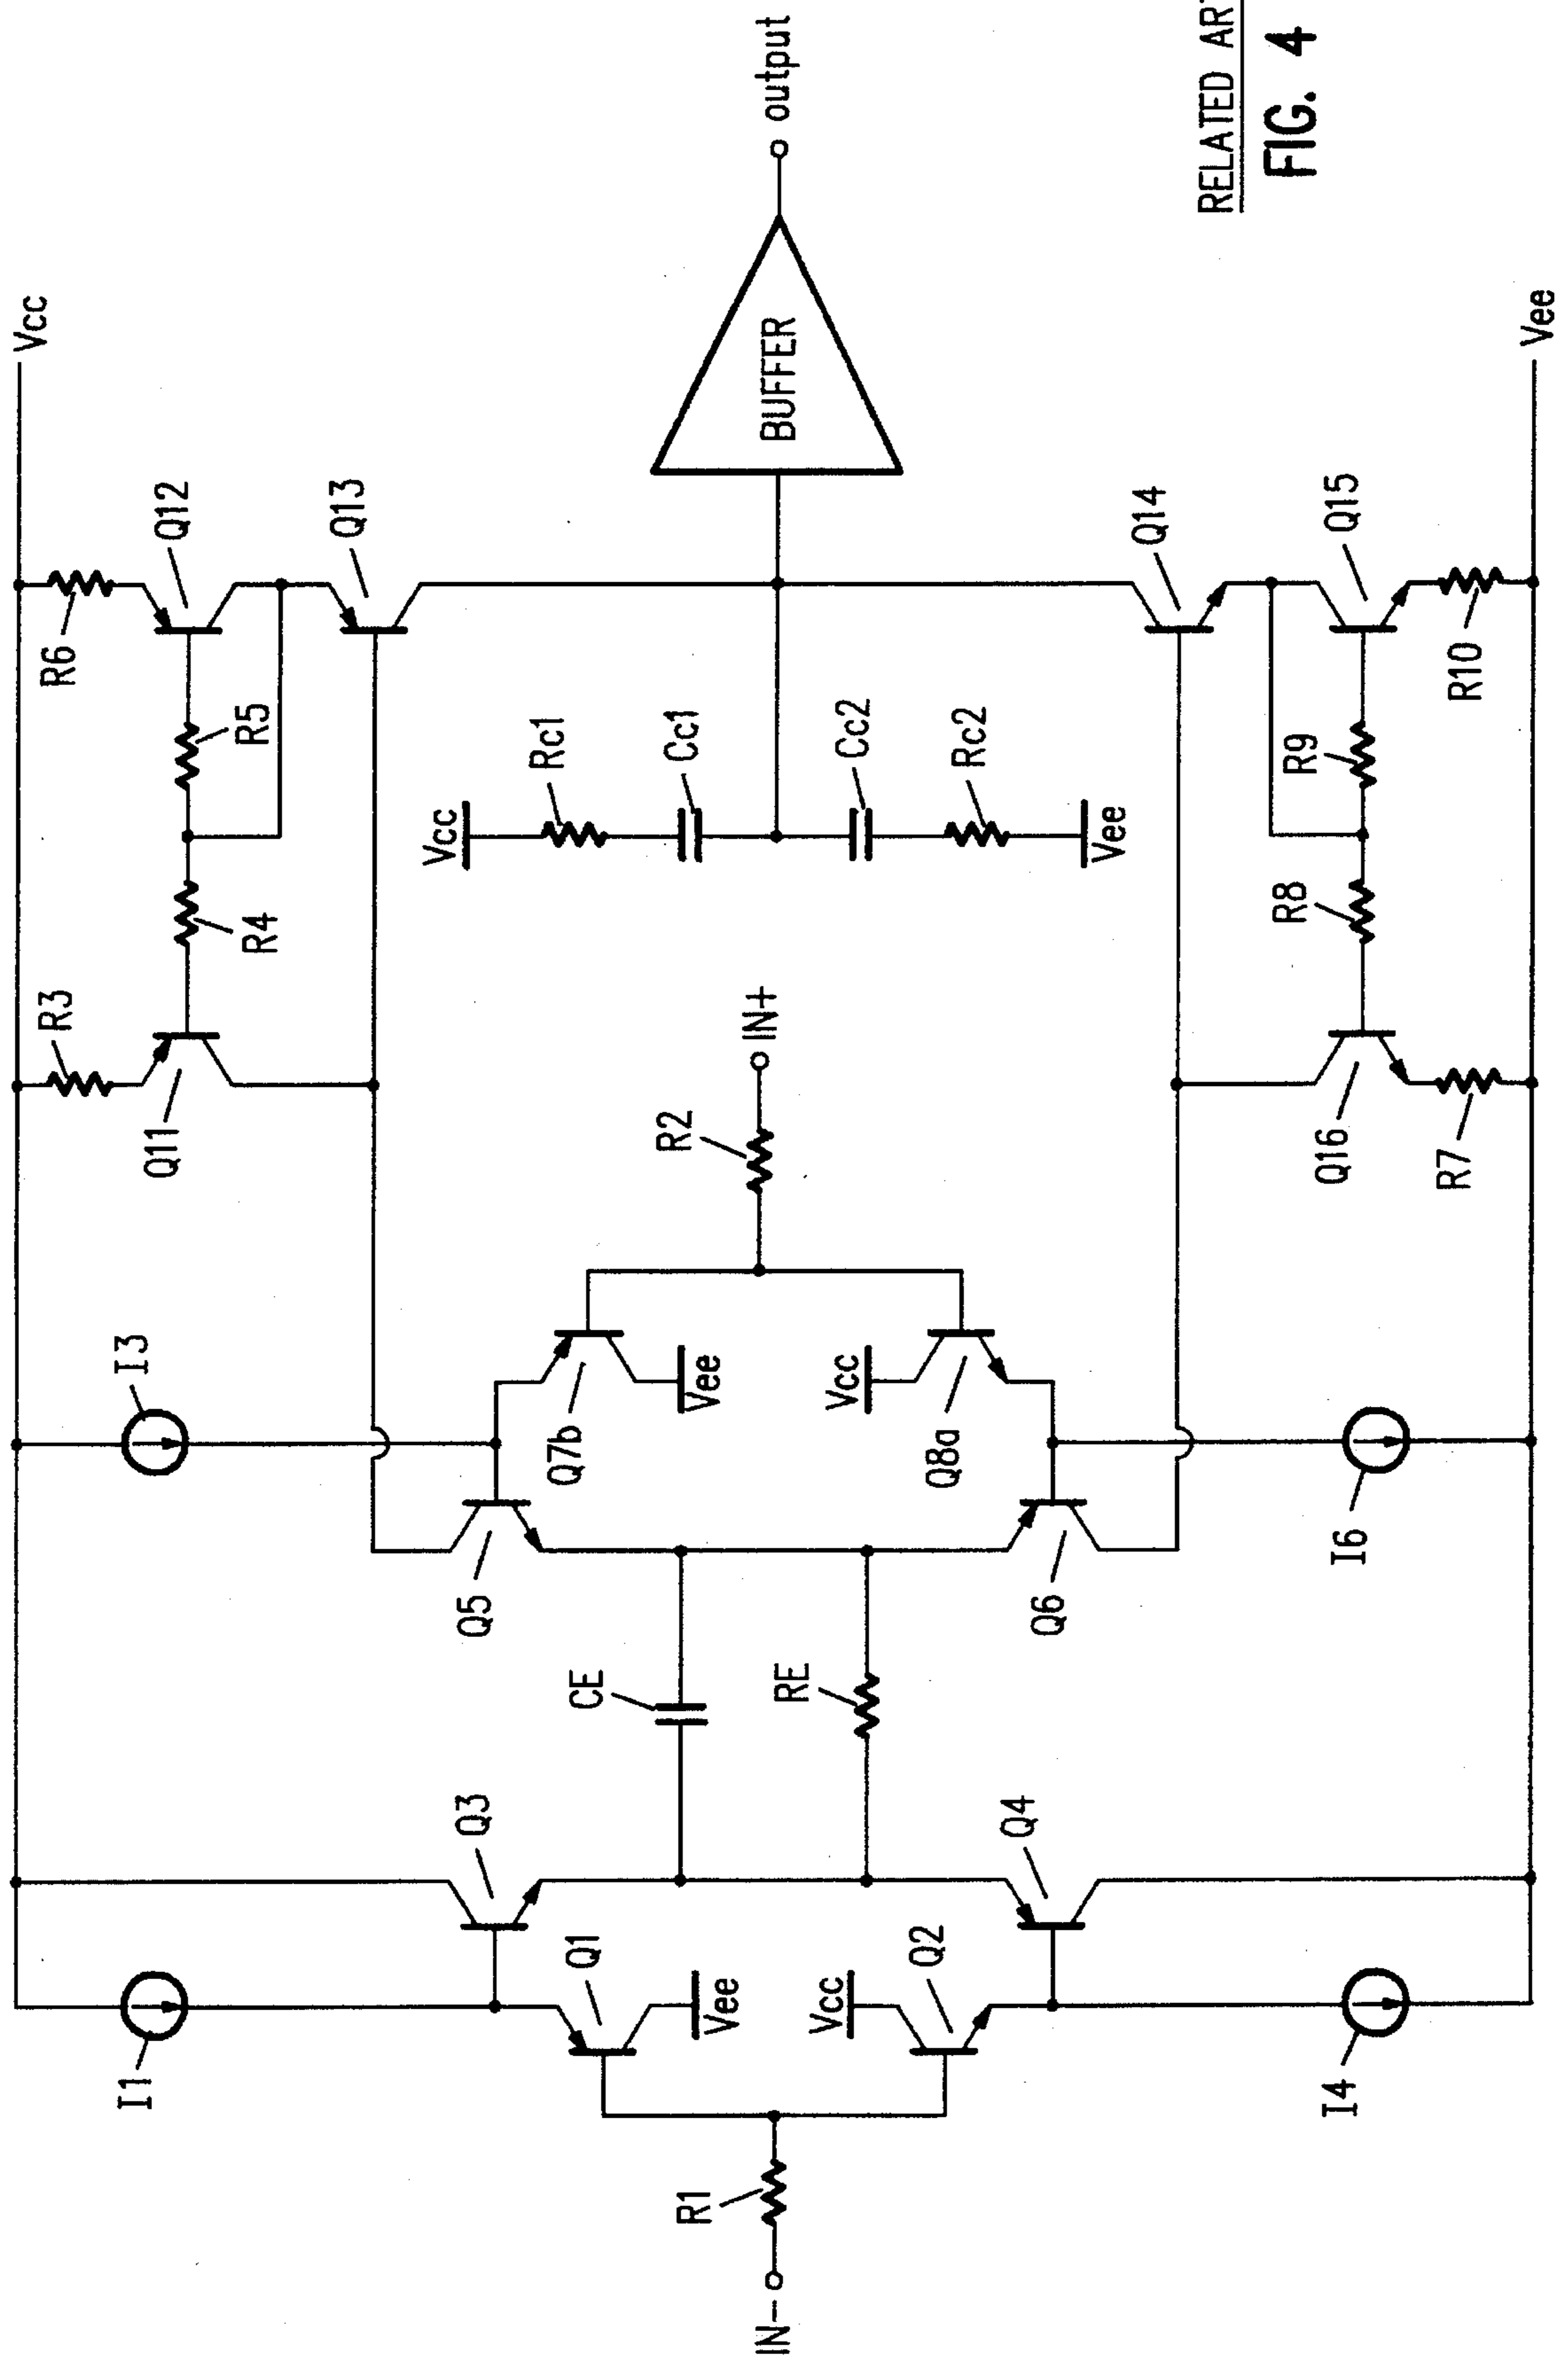 Vcc
R6
Q12
R5
Q13
R3
R4
Q11
Vcc
Rc1
Cc1
Cc2
Rc2
Vee
BUFFER
output
Q14
Q15
R9
R10
R8
Q16
R7
Vee
IN+
R2
I3
Q7b
Vee
Vcc
Q8a
I6
Q5
Q6
CE
RE
Q3
Q4
I1
Q1
Vee
Vcc
Q2
I4
R1
IN-
RELATED AR
FIG. 4